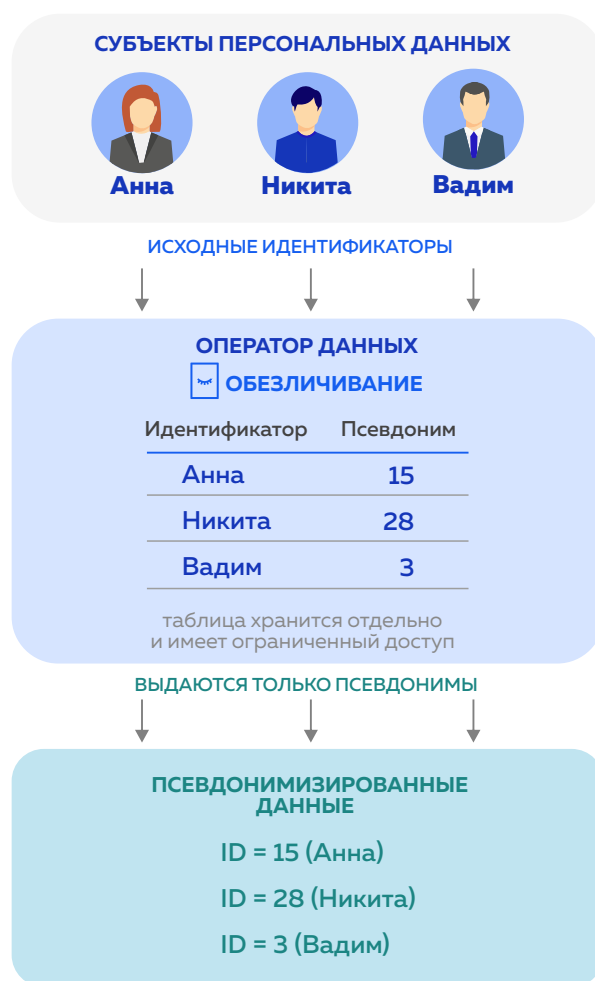 СУБЪЕКТЫ ПЕРСОНАЛЬНЫХ ДАННЫХ
Анна Никита Вадим
ИСХОДНЫЕ ИДЕНТИФИКАТОРЫ
ОПЕРАТОР ДАННЫХ
ОБЕЗЛИЧИВАНИЕ
Идентификатор Псевдоним
Анна 15
Никита 28
Вадим 3
таблица хранится отдельно
и имеет ограниченный доступ
ВЫДАЮТСЯ ТОЛЬКО ПСЕВДОНИМЫ
ПСЕВДОНИМИЗИРОВАННЫЕ
ДАННЫЕ
ID = 15 (Анна)
ID = 28 (Никита)
ID = 3 (Вадим)